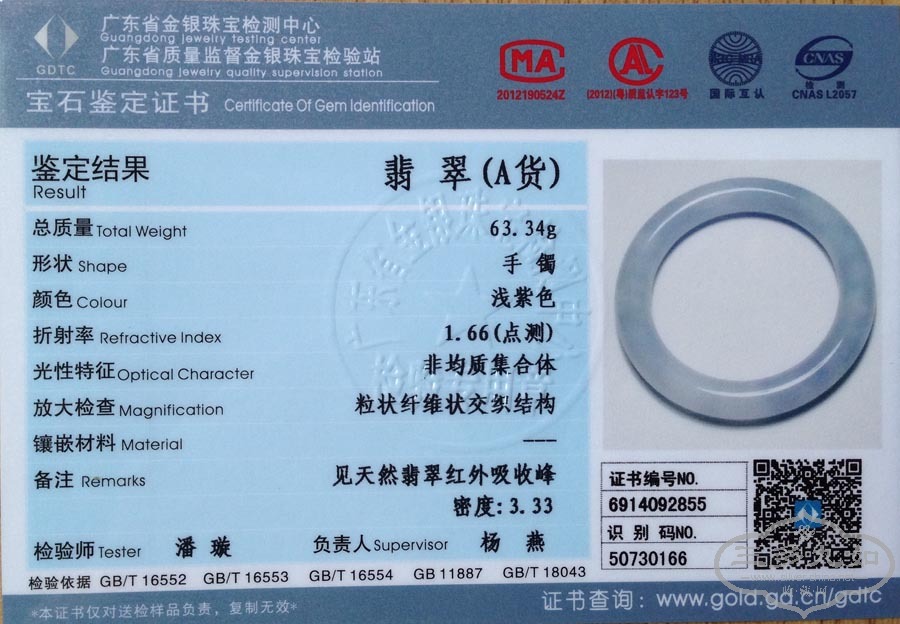 广东省金银珠宝检测中心
Guangdong jewelry testing center
广东省质量监督金银珠宝检验站
Guangdong jewelry quality supervision station
GDTC
宝石鉴定证书 Certificate Of Gem Identification
MA
2012190524Z
AL
(2012)(粤)质监认字123号
国际互认
CNAS
检测
CNAS L2057
鉴定结果 翡翠(A货)
Result
总质量 Total Weight 63.34g
形状 Shape 手镯
颜色 Colour 浅紫色
折射率 Refractive Index 1.66(点测)
光性特征 Optical Character 非均质集合体
放大检查 Magnification 粒状纤维状交织结构
镶嵌材料 Material ———
备注 Remarks 见天然翡翠红外吸收峰
密度:3.33
检验师 Tester 潘璇 负责人 Supervisor 杨燕
检验依据 GB/T 16552 GB/T 16553 GB/T 16554 GB 11887 GB/T 18043
证书编号NO.
6914092855
识别码NO.
50730166
*本证书仅对送检样品负责，复制无效*
证书查询：www.gold.gd.cn/gdtc